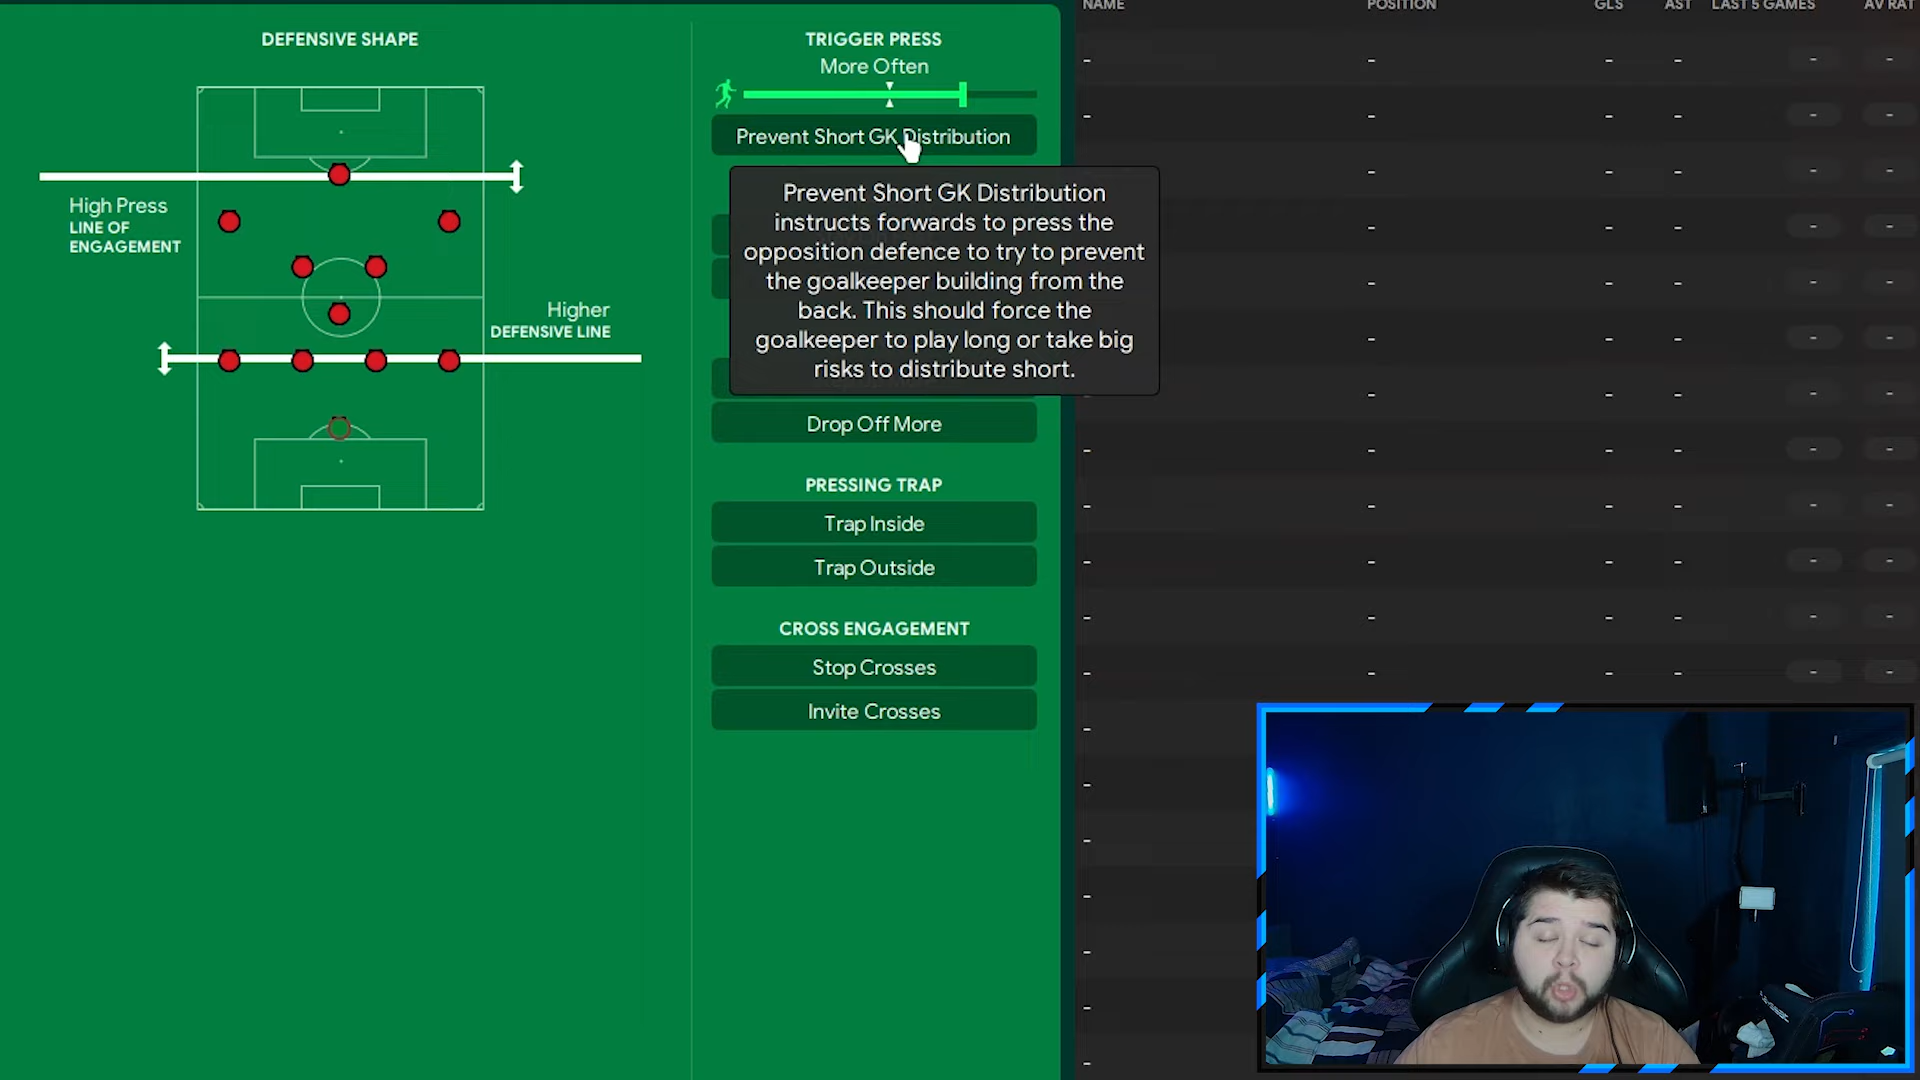 DEFENSIVE SHAPE
High Press
LINE OF
ENGAGEMENT
Higher
DEFENSIVE LINE
TRIGGER PRESS
More Often
Prevent Short GK Distribution
Prevent Short GK Distribution
instructs forwards to press the
opposition defence to try to prevent
the goalkeeper building from the
back. This should force the
goalkeeper to play long or take big
risks to distribute short.
Drop Off More
PRESSING TRAP
Trap Inside
Trap Outside
CROSS ENGAGEMENT
Stop Crosses
Invite Crosses
NAME POSITION GLS AST LAST 5 GAMES AV RAT